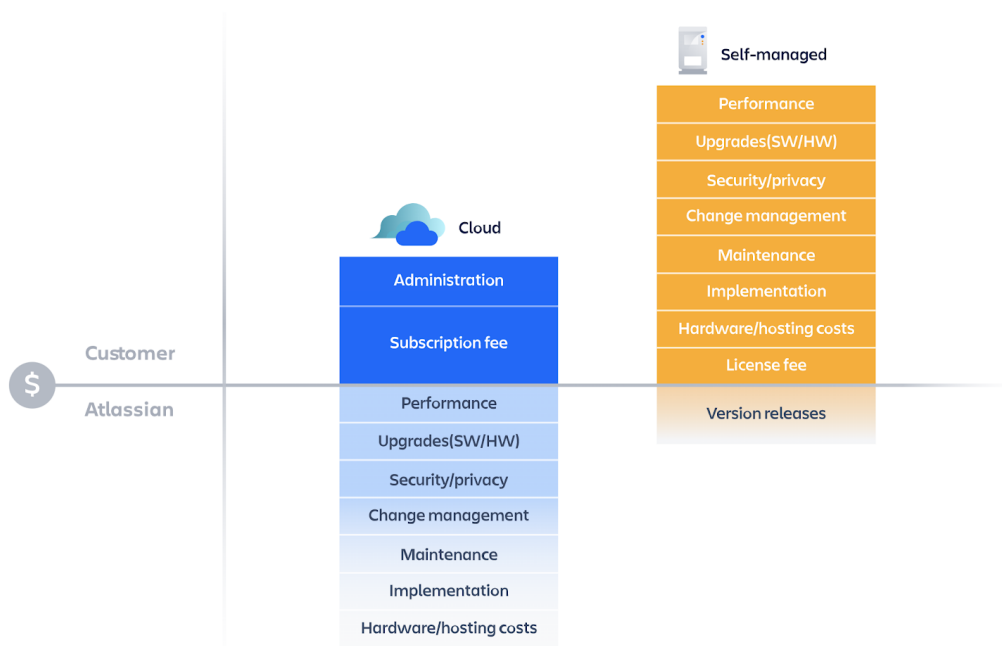 Self-managed
Performance
Upgrades(SW/HW)
Security/privacy
Change management
Maintenance
Implementation
Hardware/hosting costs
License fee
Version releases
Cloud
Administration
Subscription fee
Performance
Upgrades(SW/HW)
Security/privacy
Change management
Maintenance
Implementation
Hardware/hosting costs
Customer
$
Atlassian